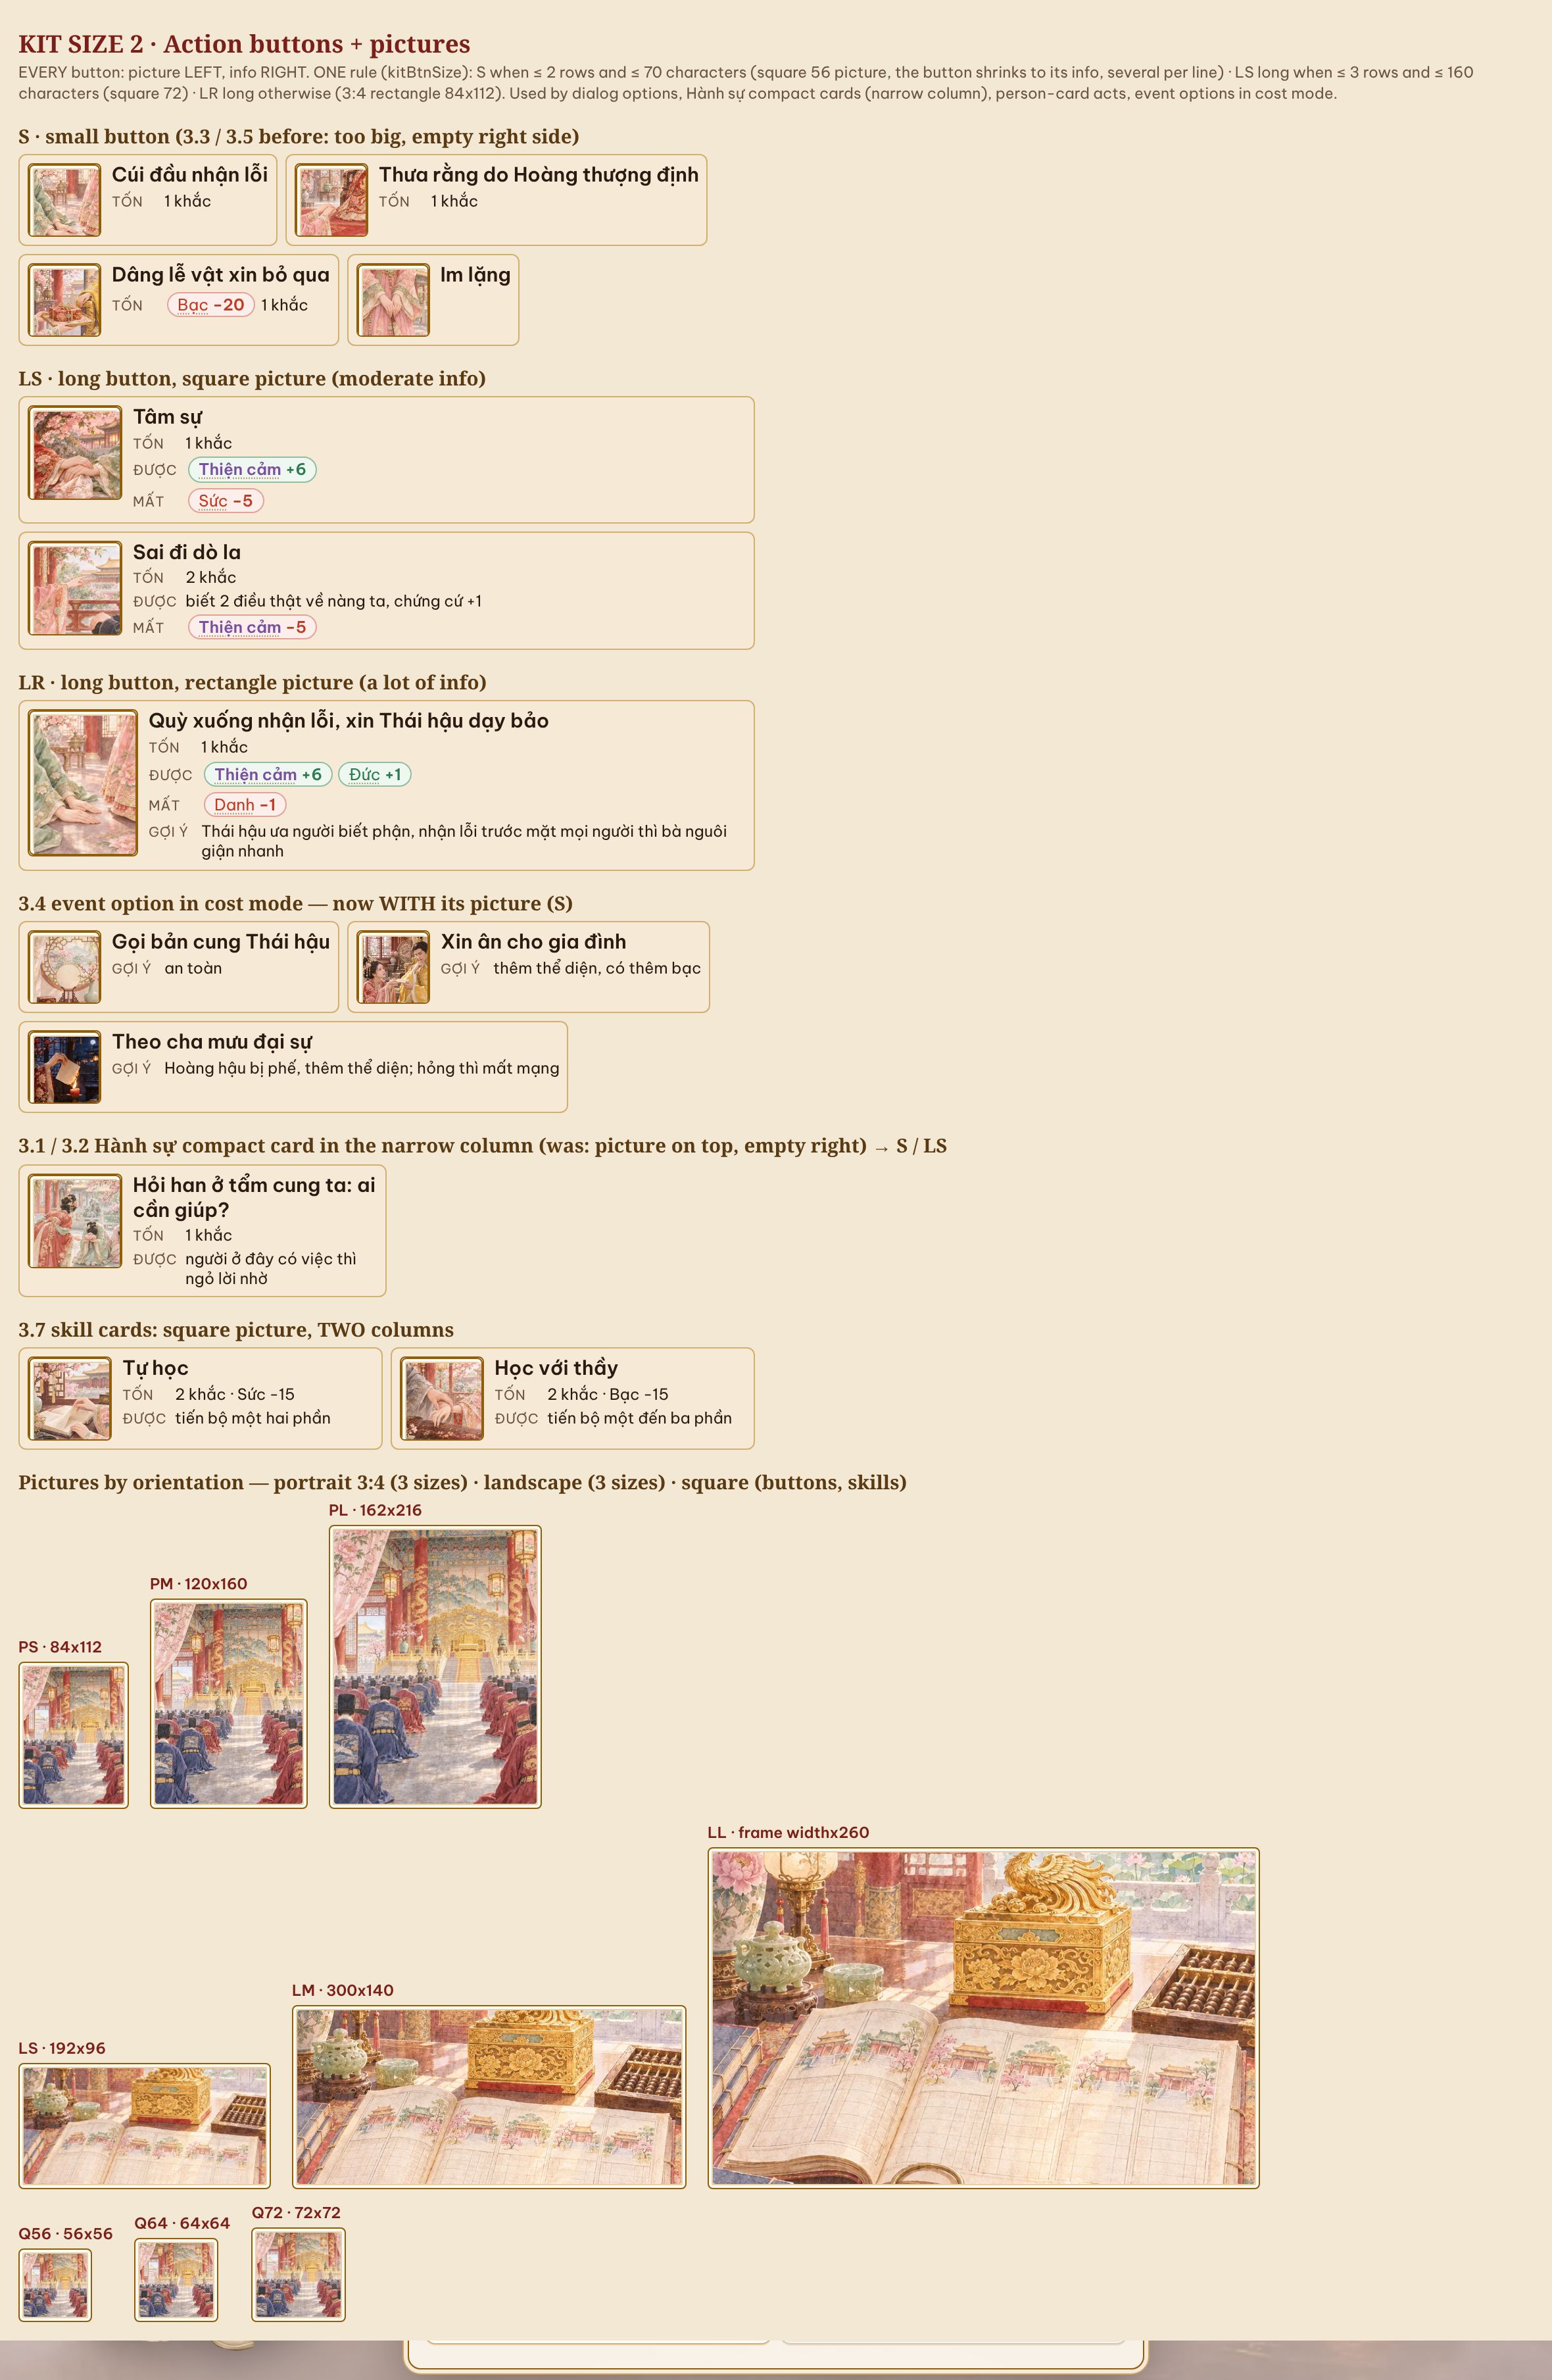 KIT SIZE 2 · Action buttons + pictures
EVERY button: picture LEFT, info RIGHT. ONE rule (kitBtnSize): S when ≤ 2 rows and ≤ 70 characters (square 56 picture, the button shrinks to its info, several per line) · LS long when ≤ 3 rows and ≤ 160
characters (square 72) · LR long otherwise (3:4 rectangle 84x112). Used by dialog options, Hành sự compact cards (narrow column), person-card acts, event options in cost mode.
S · small button (3.3 / 3.5 before: too big, empty right side)
Cúi đầu nhận lỗi
TỐN 1 khắc
Thưa rằng do Hoàng thượng định
TỐN 1 khắc
Dâng lễ vật xin bỏ qua
TỐN Bạc −20 1 khắc
Im lặng
LS · long button, square picture (moderate info)
Tâm sự
TỐN 1 khắc
ĐƯỢC Thiện cảm +6
MẤT Sức −5
Sai đi dò la
TỐN 2 khắc
ĐƯỢC biết 2 điều thật về nàng ta, chứng cứ +1
MẤT Thiện cảm −5
LR · long button, rectangle picture (a lot of info)
Quỳ xuống nhận lỗi, xin Thái hậu dạy bảo
TỐN 1 khắc
ĐƯỢC Thiện cảm +6 Đức +1
MẤT Danh −1
GỢI Ý Thái hậu ưa người biết phận, nhận lỗi trước mặt mọi người thì bà nguôi
giận nhanh
3.4 event option in cost mode — now WITH its picture (S)
Gọi bản cung Thái hậu
GỢI Ý an toàn
Xin ân cho gia đình
GỢI Ý thêm thể diện, có thêm bạc
Theo cha mưu đại sự
GỢI Ý Hoàng hậu bị phế, thêm thể diện; hỏng thì mất mạng
3.1 / 3.2 Hành sự compact card in the narrow column (was: picture on top, empty right) → S / LS
Hỏi han ở tẩm cung ta: ai
cần giúp?
TỐN 1 khắc
ĐƯỢC người ở đây có việc thì
ngỏ lời nhờ
3.7 skill cards: square picture, TWO columns
Tự học
TỐN 2 khắc · Sức -15
ĐƯỢC tiến bộ một hai phần
Học với thầy
TỐN 2 khắc · Bạc -15
ĐƯỢC tiến bộ một đến ba phần
Pictures by orientation — portrait 3:4 (3 sizes) · landscape (3 sizes) · square (buttons, skills)
PS · 84x112
PM · 120x160
PL · 162x216
LS · 192x96
LM · 300x140
LL · frame widthx260
Q56 · 56x56
Q64 · 64x64
Q72 · 72x72